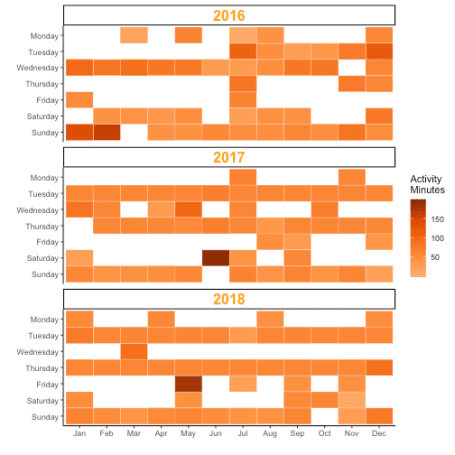 2016
Monday
Tuesday
Wednesday
Thursday
Friday
Saturday
Sunday
2017
Monday
Tuesday
Wednesday
Thursday
Friday
Saturday
Sunday
Activity
Minutes
150
100
50
2018
Monday
Tuesday
Wednesday
Thursday
Friday
Saturday
Sunday
Jan Feb Mar Apr May Jun Jul Aug Sep Oct Nov Dec